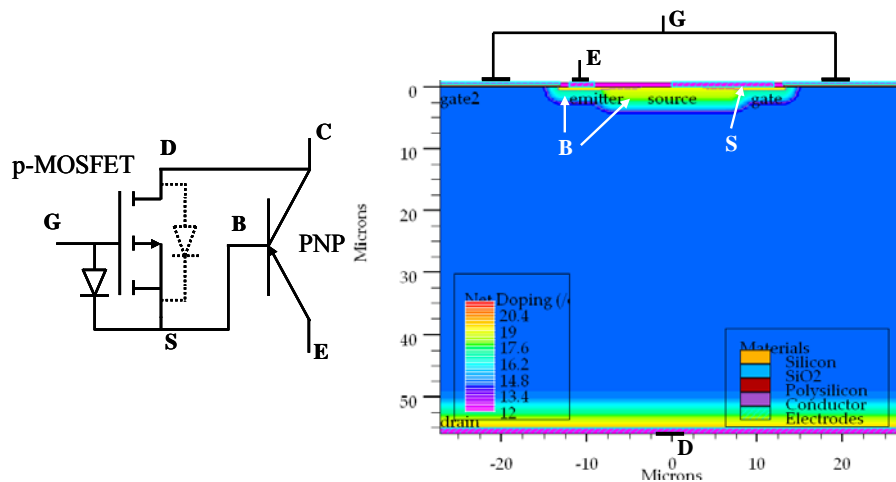 p-MOSFET
D
C
G
B
PNP
S
E
G
E
gate2
emitter
source
gate
B
S
0
10
20
30
40
50
Microns
Net Doping (/
20.4
19
17.6
16.2
14.8
13.4
12
Materials
Silicon
SiO2
Polysilicon
Conductor
Electrodes
drain
D
-20
-10
0
10
20
Microns